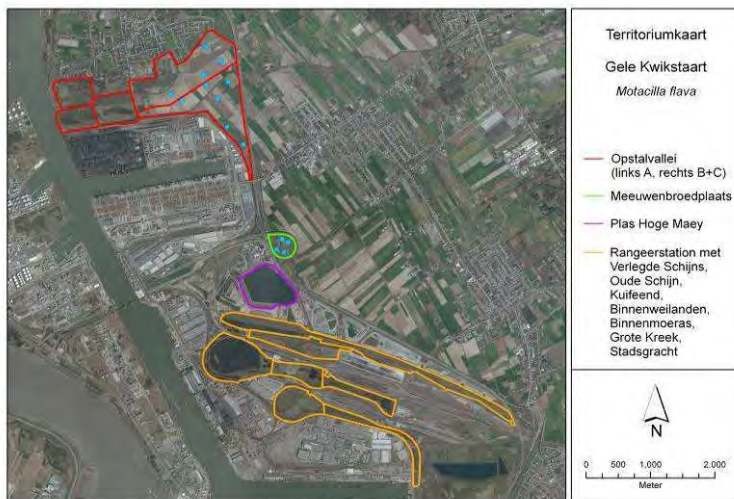 Territoriumkaart
Gele Kwikstaart
Motacilla flava
Opstalvallei
(links A, rechts B+C)
Meeuwenbroedplaats
Plas Hoge Maey
Rangeerstation met
Verlegde Schijns,
Oude Schijn,
Kuifeend,
Binnenweilanden,
Binnenmoeras,
Grote Kreek,
Stadsgracht
N
0 500 1,000 2,000
Meter